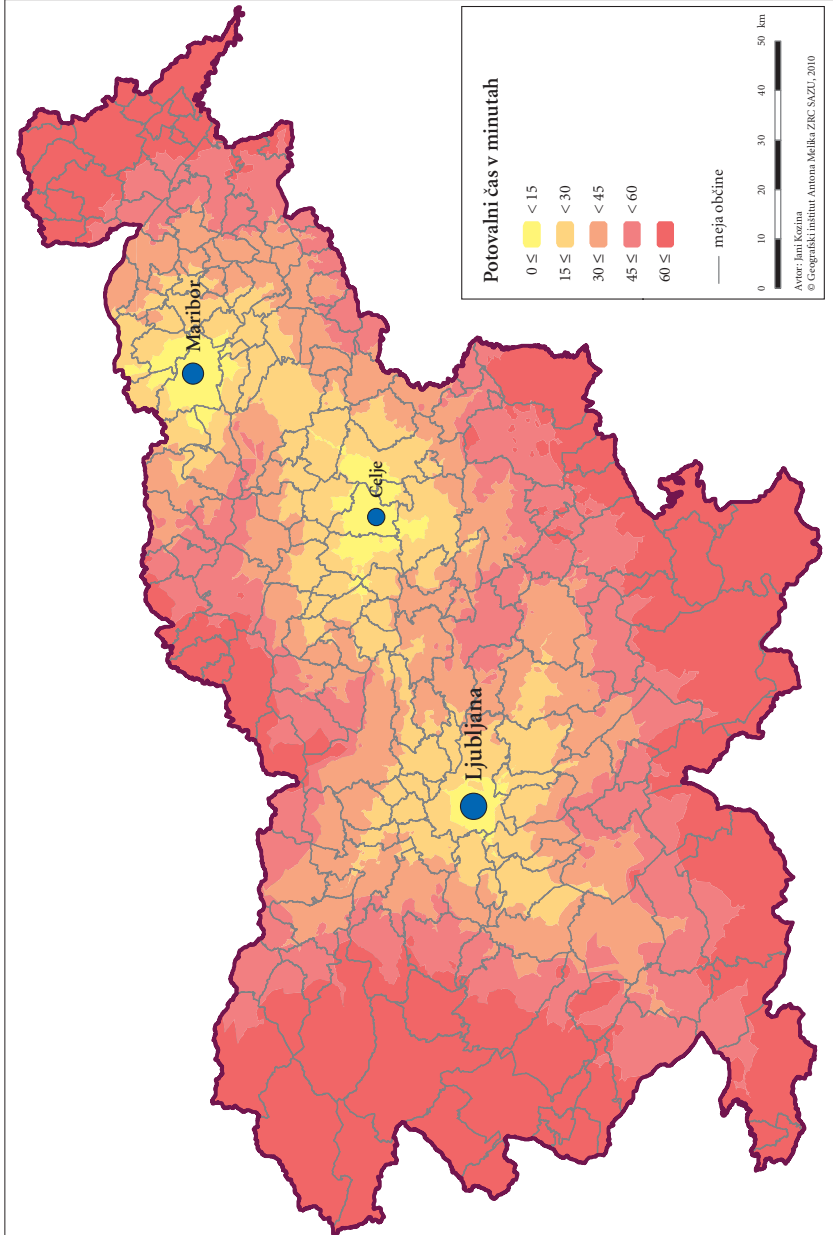 Maribor
Celje
Ljubljana
Potovalni čas v minutah
0 ≤ < 15
15 ≤ < 30
30 ≤ < 45
45 ≤ < 60
60 ≤
meja občine
0 10 20 30 40 50 km
Avtor: Jani Kozina
© Geografski inštitut Antona Melika ZRC SAZU, 2010